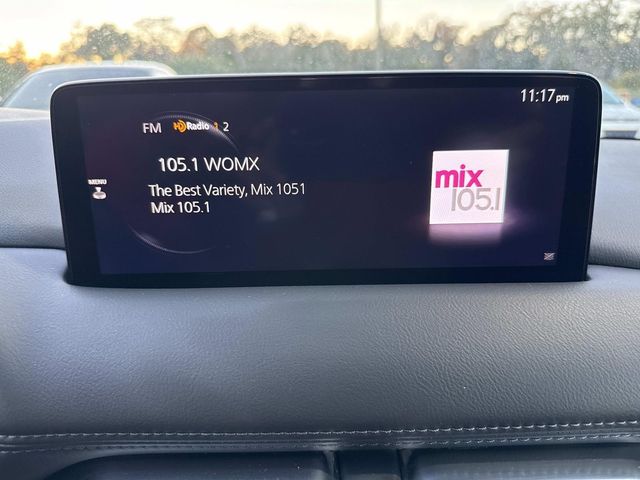 11:17 pm
FM HD Radio 1 2
105.1 WOMX
MENU
The Best Variety, Mix 1051
Mix 105.1
mix
105.1